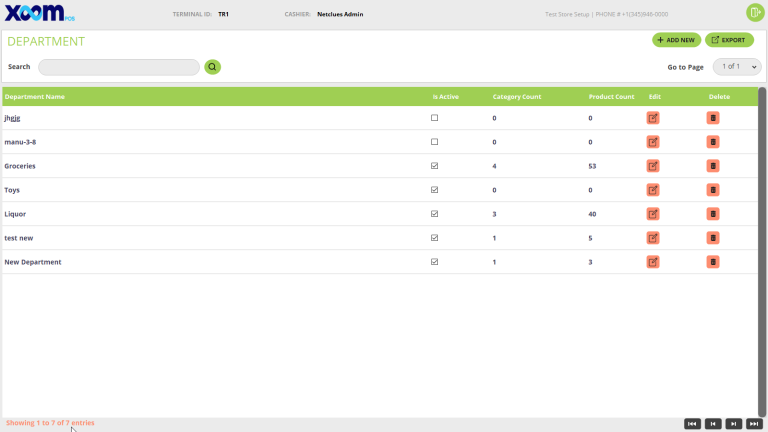 XOOM POS
TERMINAL ID: TR1 CASHIER: Netclues Admin Test Store Setup | PHONE # +1(345)946-0000
DEPARTMENT
+ ADD NEW EXPORT
Search Go to Page 1 of 1
Department Name Is Active Category Count Product Count Edit Delete
jhgjg 0 0
manu-3-8 0 0
Groceries 4 53
Toys 0 0
Liquor 3 40
test new 1 5
New Department 1 3
Showing 1 to 7 of 7 entries